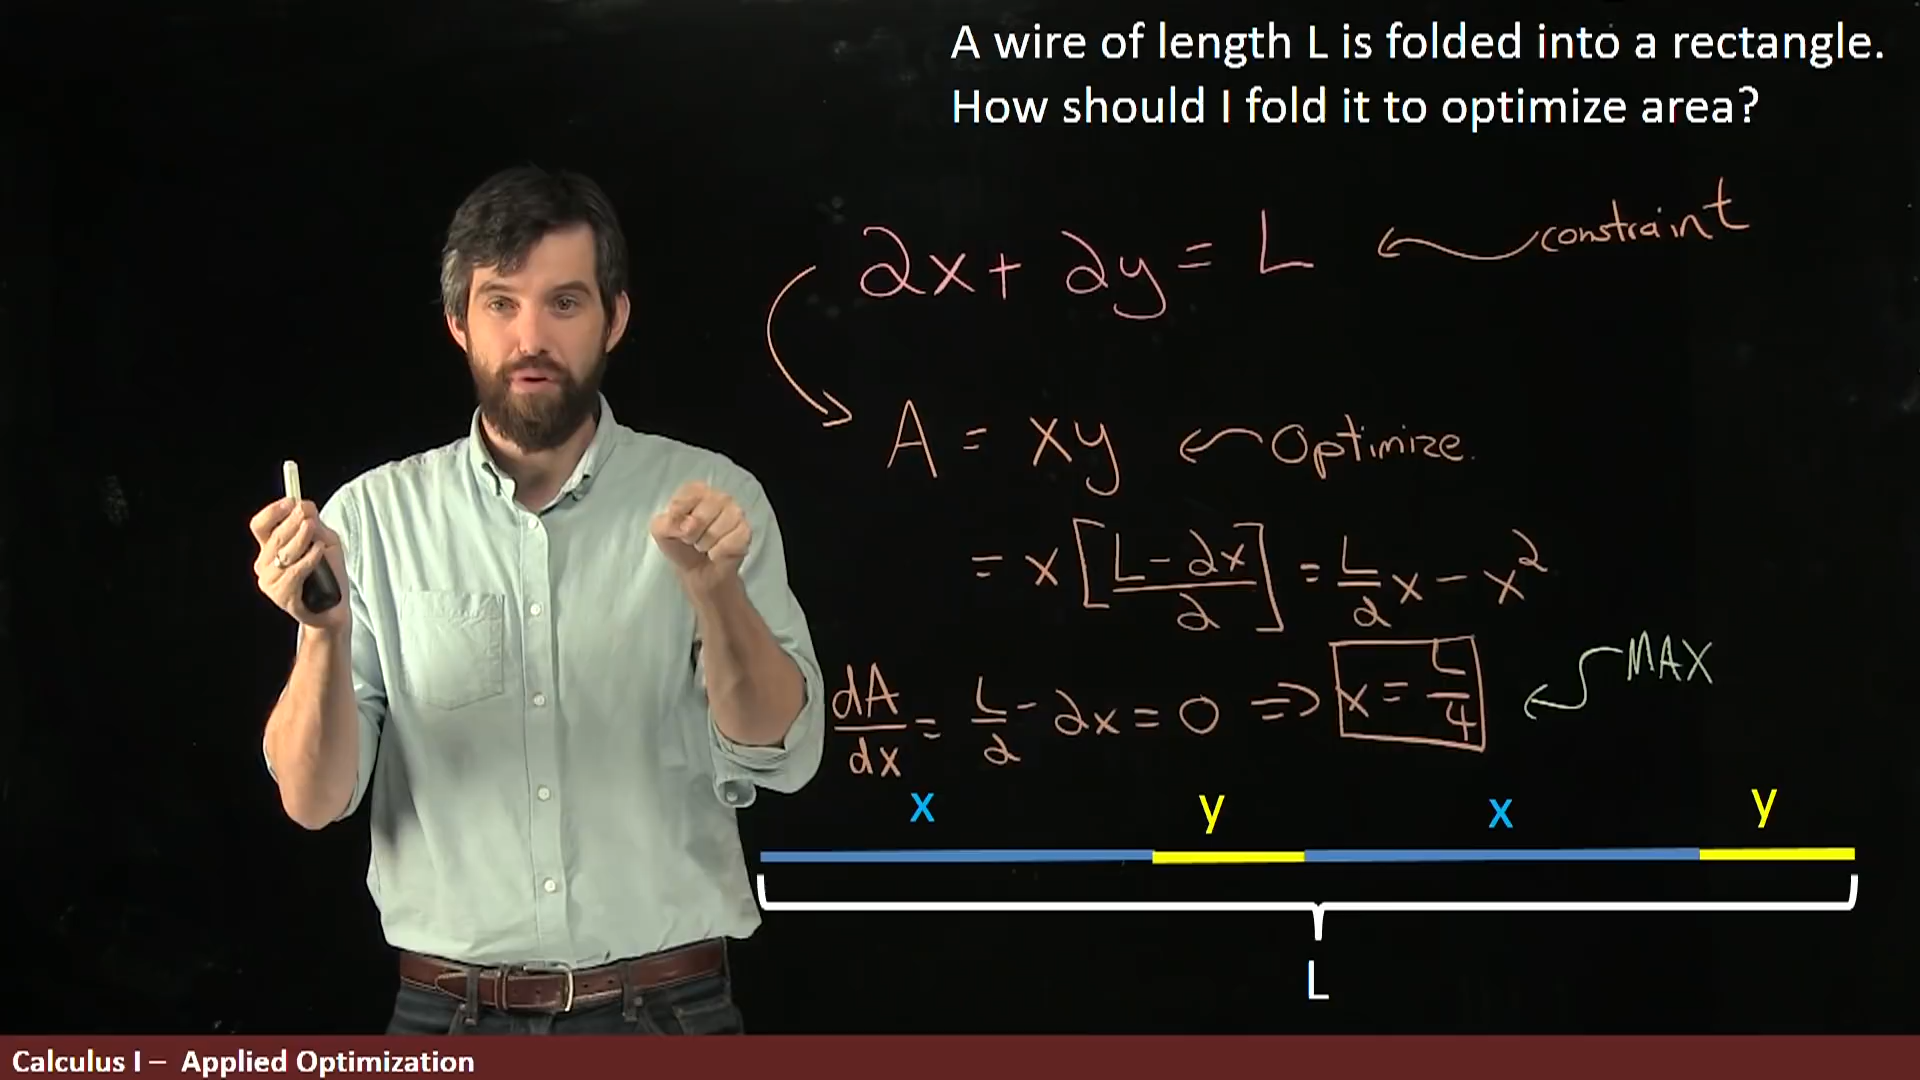 A wire of length L is folded into a rectangle.
How should I fold it to optimize area?
2x + 2y = L ← constraint
A = xy ← Optimize.
= x [ (L - 2x)/2 ] = L/2 x - x²
dA/dx = L/2 - 2x = 0 ⇒ x = L/4 ← MAX
x y x y
L
Calculus I – Applied Optimization